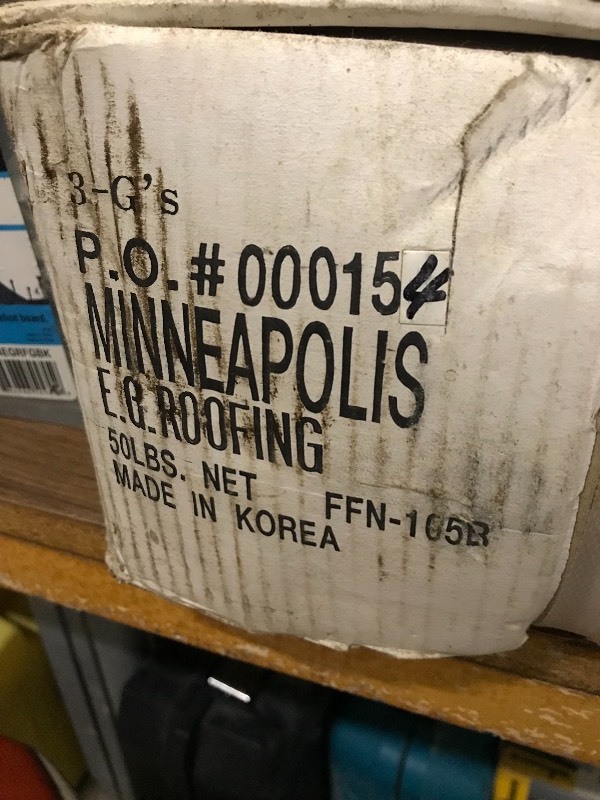 3-G's
P.O.#000154
MINNEAPOLIS
E.G.ROOFING
50LBS. NET FFN-105B
MADE IN KOREA